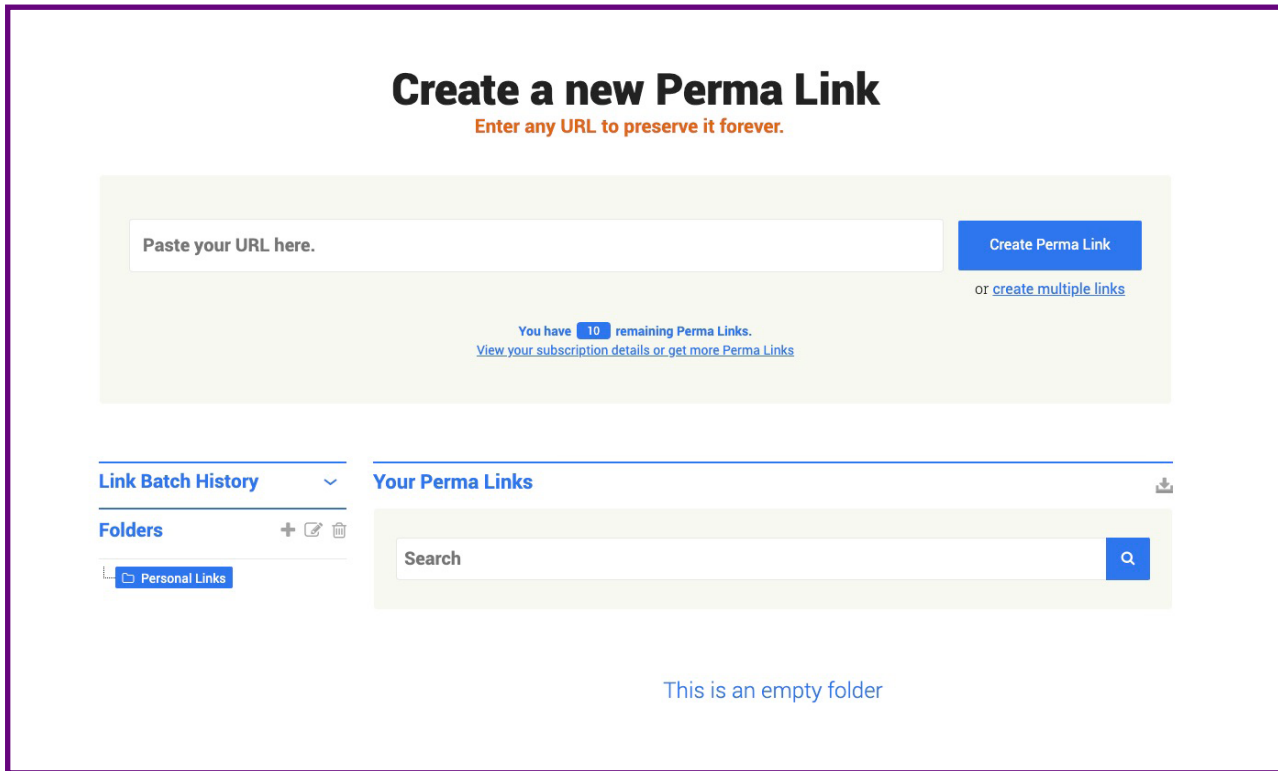 Create a new Perma Link
Enter any URL to preserve it forever.
Paste your URL here.
Create Perma Link
or create multiple links
You have 10 remaining Perma Links.
View your subscription details or get more Perma Links
Link Batch History
Your Perma Links
Folders
Search
Personal Links
This is an empty folder